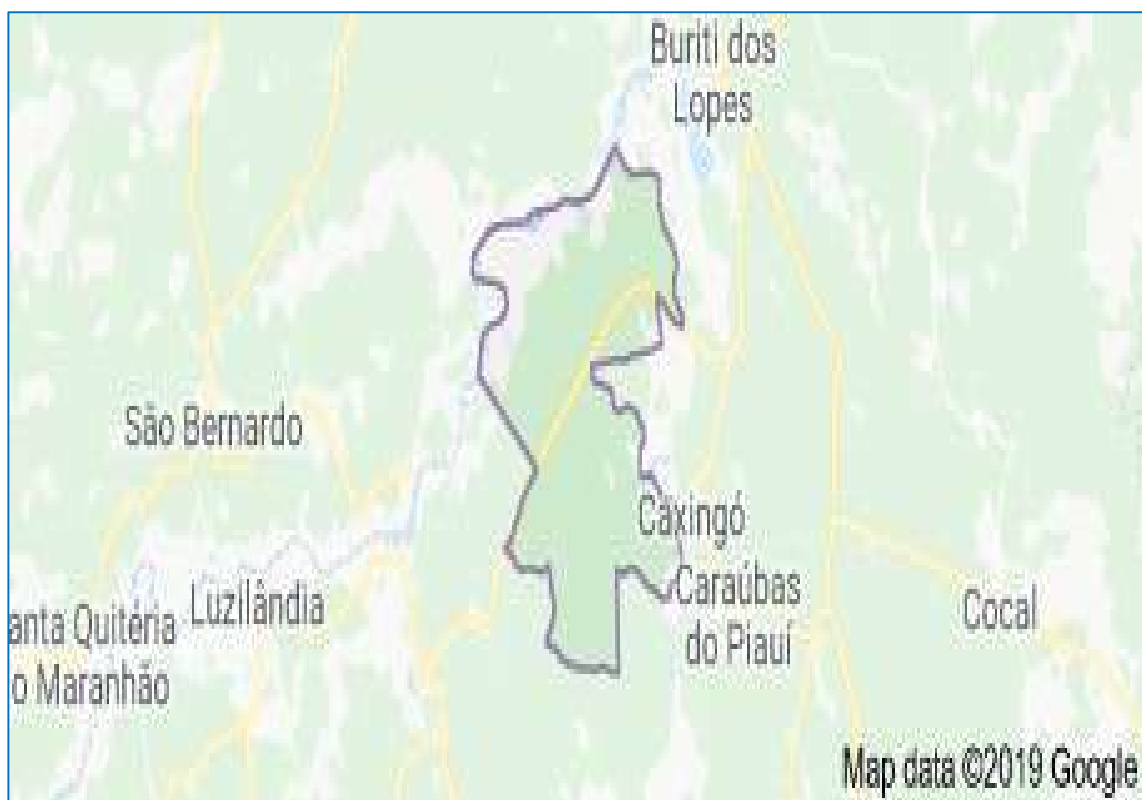 Buriti dos
Lopes
São Bernardo
Caxingó
Luzilândia
Caraúbas
do Piauí
Cocal
anta Quitéria
o Maranhão
Map data ©2019 Google